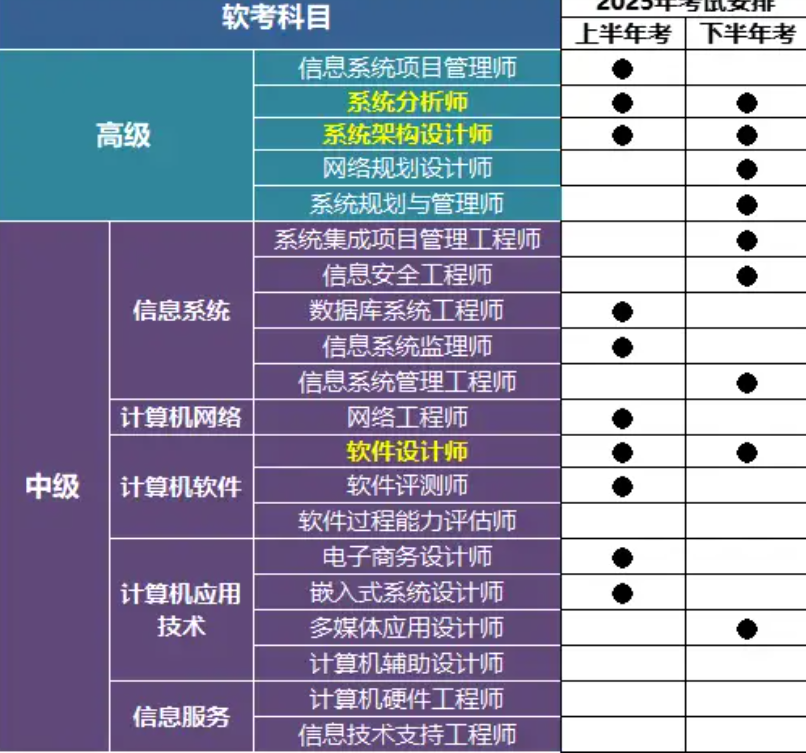 软考科目
2025年考试安排
上半年考
下半年考
高级
信息系统项目管理师
系统分析师
系统架构设计师
网络规划设计师
系统规划与管理师
中级
信息系统
系统集成项目管理工程师
信息安全工程师
数据库系统工程师
信息系统监理师
信息系统管理工程师
计算机网络
网络工程师
计算机软件
软件设计师
软件评测师
软件过程能力评估师
计算机应用
技术
电子商务设计师
嵌入式系统设计师
多媒体应用设计师
计算机辅助设计师
信息服务
计算机硬件工程师
信息技术支持工程师